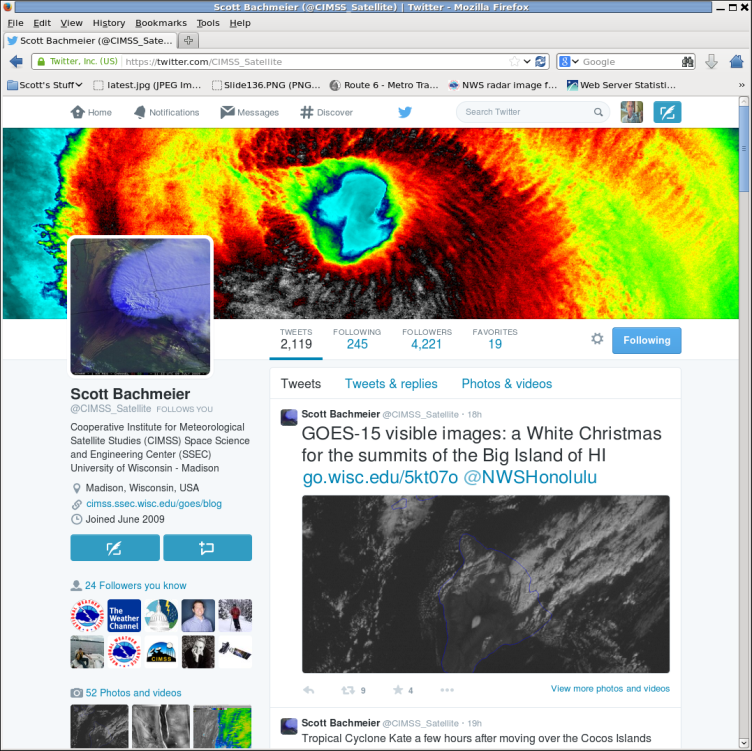 Scott Bachmeier (@CIMSS_Satellite) | Twitter - Mozilla Firefox
File Edit View History Bookmarks Tools Help
Scott Bachmeier (@CIMSS_Sate...
Twitter, Inc. (US) https://twitter.com/CIMSS_Satellite
Google
Scott's Stuff latest.jpg (JPEG Im... Slide136.PNG (PNG... Route 6 - Metro Tra... NWS radar image f... Web Server Statisti... »
Home Notifications Messages Discover Search Twitter
TWEETS FOLLOWING FOLLOWERS FAVORITES
2,119 245 4,221 19
Following
Scott Bachmeier
@CIMSS_Satellite FOLLOWS YOU
Cooperative Institute for Meteorological
Satellite Studies (CIMSS) Space Science
and Engineering Center (SSEC)
University of Wisconsin - Madison
Madison, Wisconsin, USA
cimss.ssec.wisc.edu/goes/blog
Joined June 2009
24 Followers you know
The
Weather
Channel
CIMSS
52 Photos and videos
Tweets Tweets & replies Photos & videos
Scott Bachmeier @CIMSS_Satellite · 18h
GOES-15 visible images: a White Christmas
for the summits of the Big Island of HI
go.wisc.edu/5kt07o @NWSHonolulu
9 4 View more photos and videos
Scott Bachmeier @CIMSS_Satellite · 19h
Tropical Cyclone Kate a few hours after moving over the Cocos Islands